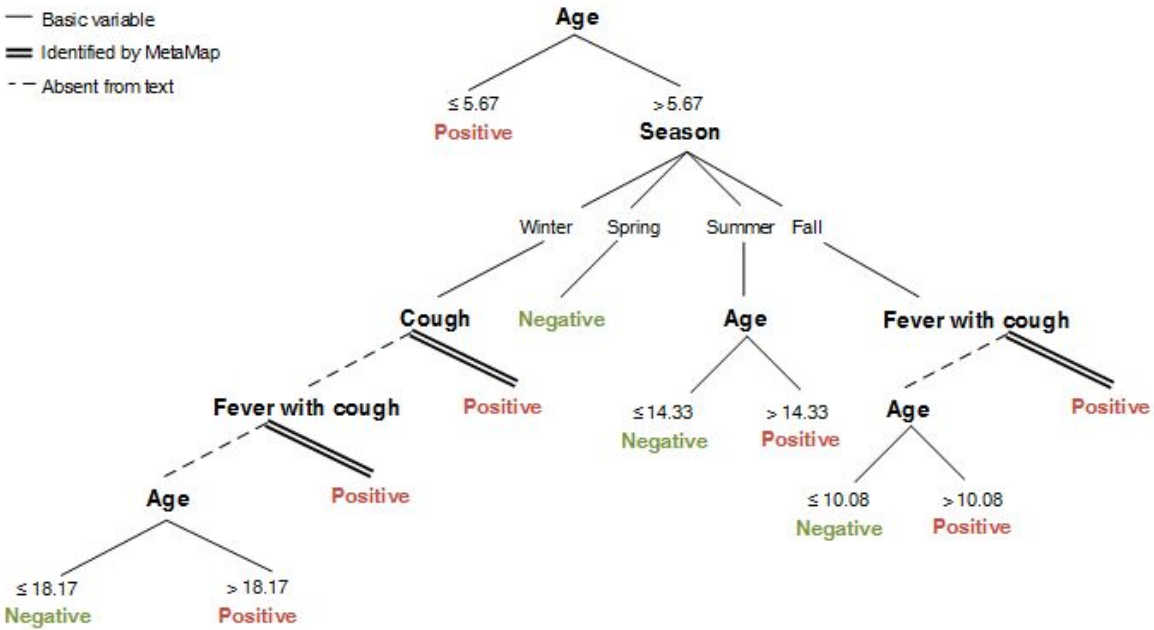 Basic variable
Identified by MetaMap
Absent from text
Age
≤ 5.67
> 5.67
Positive
Season
Winter
Spring
Summer
Fall
Cough
Negative
Age
Fever with cough
Fever with cough
Positive
≤ 14.33
> 14.33
Age
Positive
Negative
Positive
Age
Positive
≤ 10.08
> 10.08
Negative
Positive
≤ 18.17
> 18.17
Negative
Positive